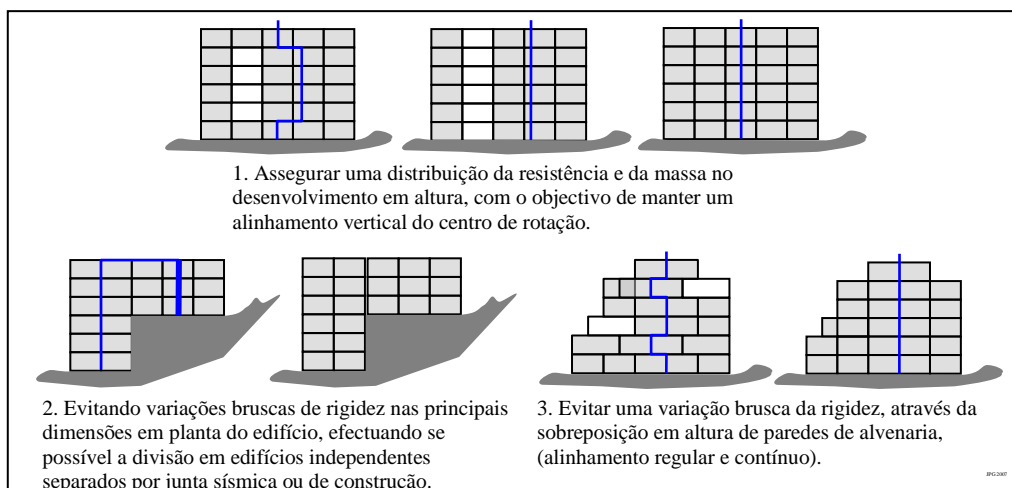 1. Assegurar uma distribuição da resistência e da massa no
desenvolvimento em altura, com o objectivo de manter um
alinhamento vertical do centro de rotação.
2. Evitando variações bruscas de rigidez nas principais
dimensões em planta do edifício, efectuando se
possível a divisão em edifícios independentes
separados por junta sísmica ou de construção.
3. Evitar uma variação brusca da rigidez, através da
sobreposição em altura de paredes de alvenaria,
(alinhamento regular e contínuo).
JPG2007